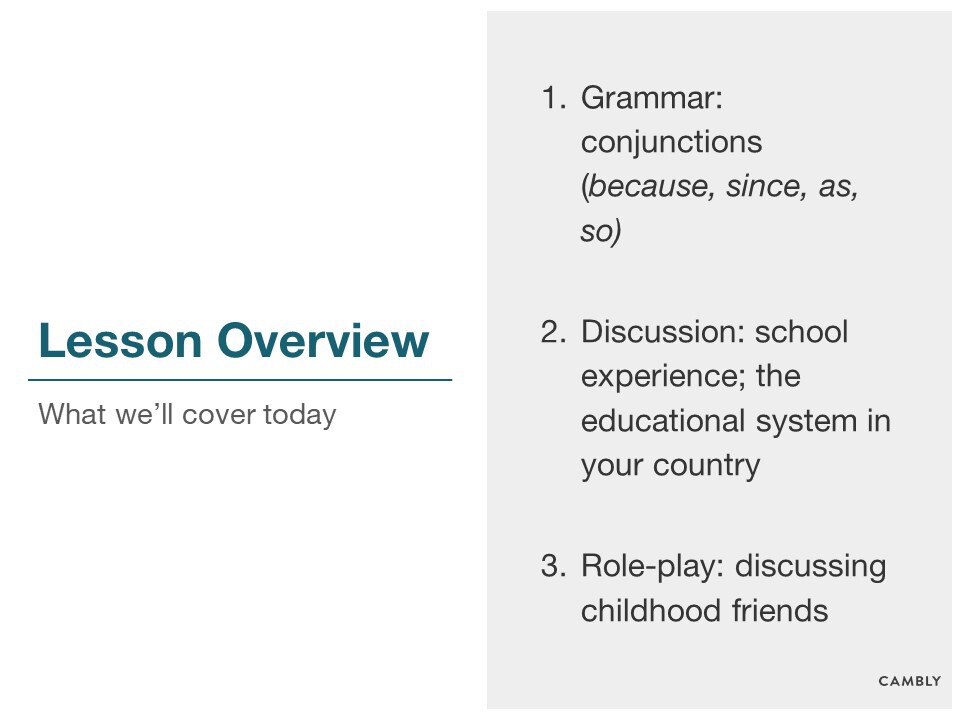 Lesson Overview
What we’ll cover today
1. Grammar:
conjunctions
(because, since, as,
so)
2. Discussion: school
experience; the
educational system in
your country
3. Role-play: discussing
childhood friends
CAMBLY